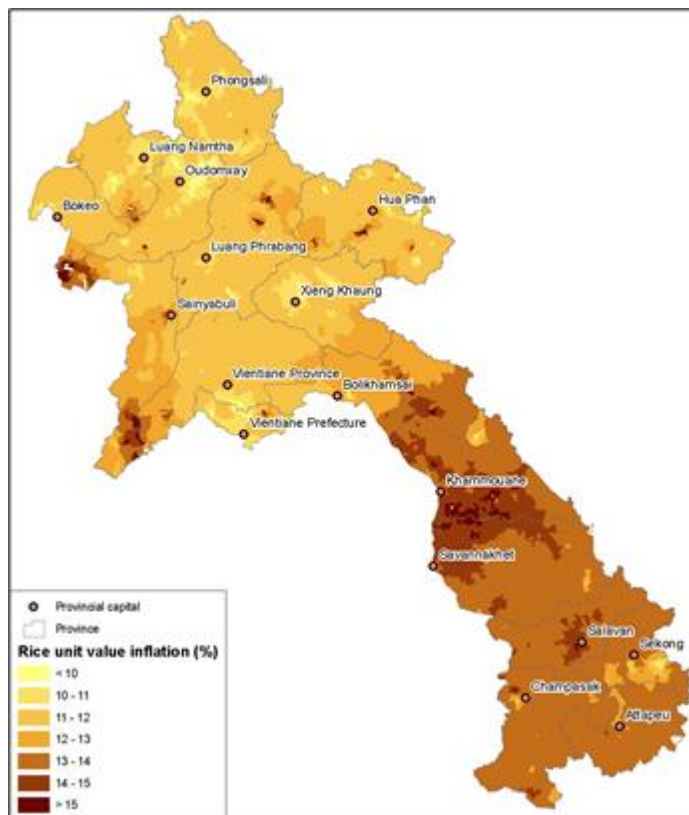 Phongsali
Luang Namtha
Oudomxay
Bokeo
Hua Phan
Luang Phrabang
Xieng Khaung
Sainyabuli
Vientiane Province
Bolikhamsai
Vientiane Prefecture
Khammouane
Savannakhet
Salavan
Sekong
Champasak
Attapeu
Provincial capital
Province
Rice unit value inflation (%)
< 10
10 - 11
11 - 12
12 - 13
13 - 14
14 - 15
> 15